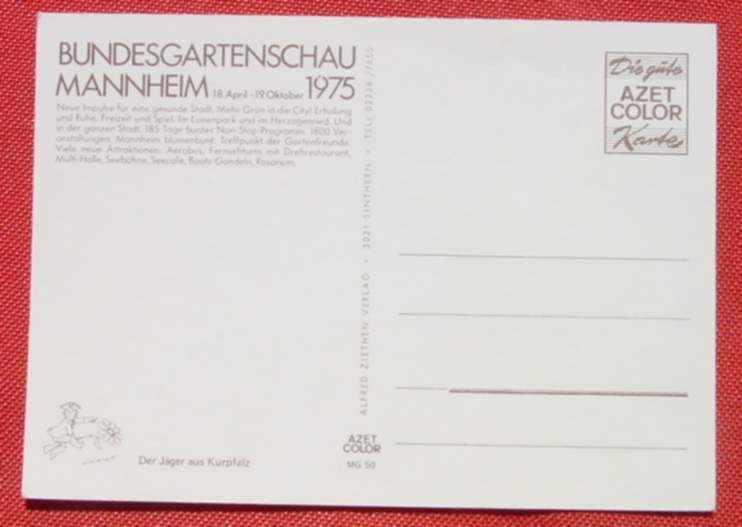 BUNDESGARTENSCHAU
MANNHEIM 18.April - 19.Oktober 1975
Neue Impulse für eine gesunde Stadt. Mehr Grün in die City! Erholung
und Ruhe, Freizeit und Spiel. Im Luisenpark und im Herzogenried. Und
in der ganzen Stadt. 185 Tage buntes Non-Stop-Programm. 1800 Ver-
anstaltungen. Mannheim blumenbunt. Treffpunkt der Gartenfreunde.
Viele neue Attraktionen: Aerobus, Fernsehturm mit Drehrestaurant,
Multi-Halle, Seebühne, Seecafé, Boots-Gondeln, Rosarium.
Der Jäger aus Kurpfalz
ALFRED ZIETHEN VERLAG · 5021 SINTHERN · TEL: 02238 /7655
AZET
COLOR
MG 50
Die gute
AZET
COLOR
Karte